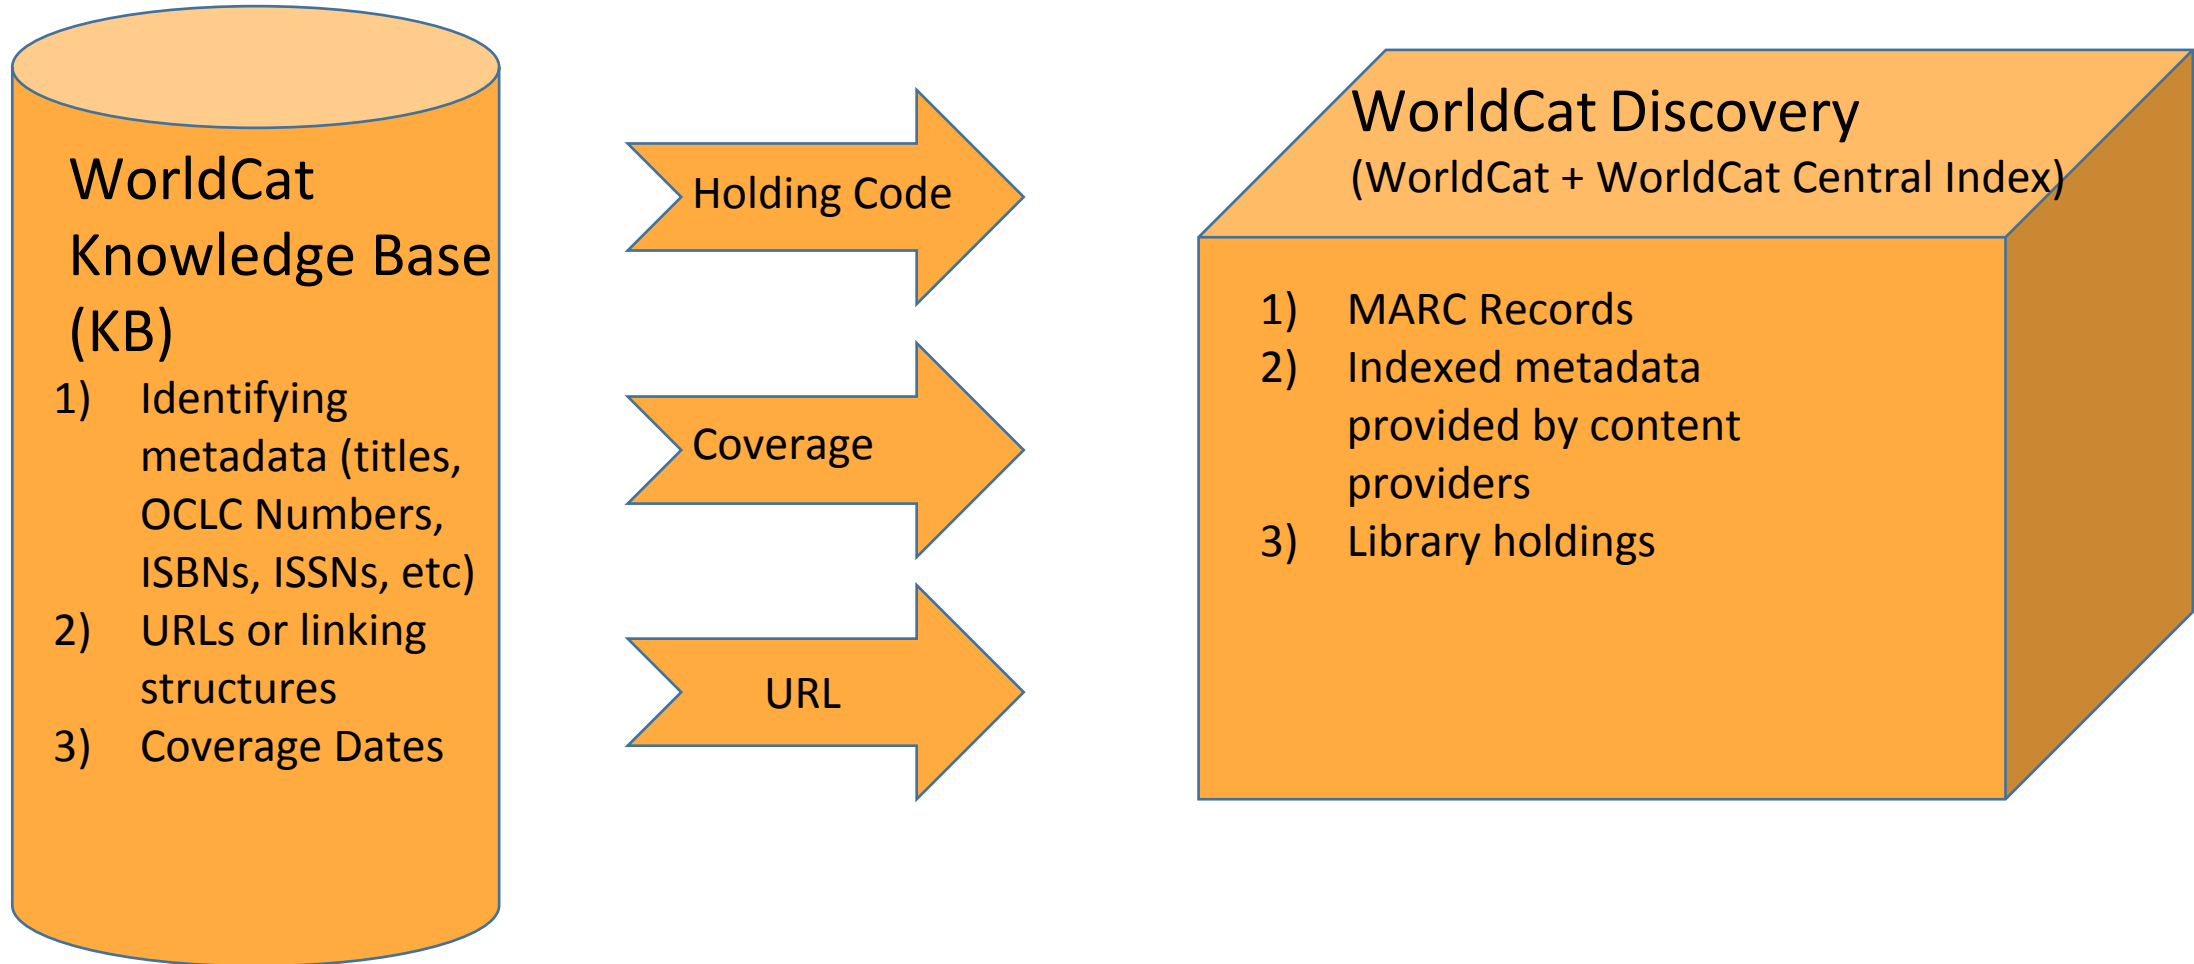 WorldCat
Knowledge Base
(KB)
1) Identifying
metadata (titles,
OCLC Numbers,
ISBNs, ISSNs, etc)
2) URLs or linking
structures
3) Coverage Dates
Holding Code
Coverage
URL
WorldCat Discovery
(WorldCat + WorldCat Central Index)
1) MARC Records
2) Indexed metadata
provided by content
providers
3) Library holdings